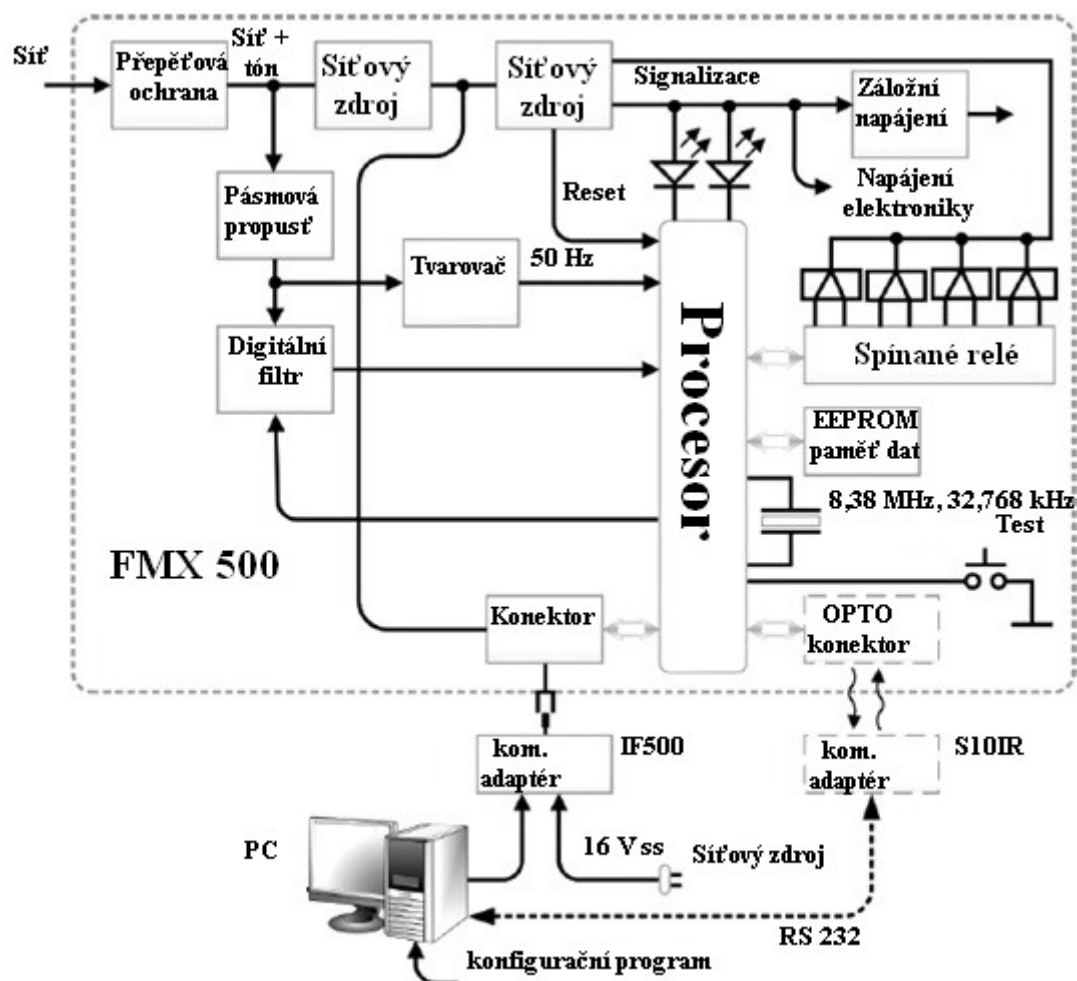 Síť
Přepěťová
ochrana
Síť +
tón
Síťový
zdroj
Síťový
zdroj
Signalizace
Záložní
napájení
Napájení
elektroniky
Reset
Pásmová
propusť
Tvarovač
50 Hz
Digitální
filtr
Procesor
Spínané relé
EEPROM
paměť dat
8,38 MHz, 32,768 kHz
Test
FMX 500
Konektor
OPTO
konektor
kom.
adaptér
IF500
kom.
adaptér
S10IR
PC
16 V ss
Síťový zdroj
RS 232
konfigurační program